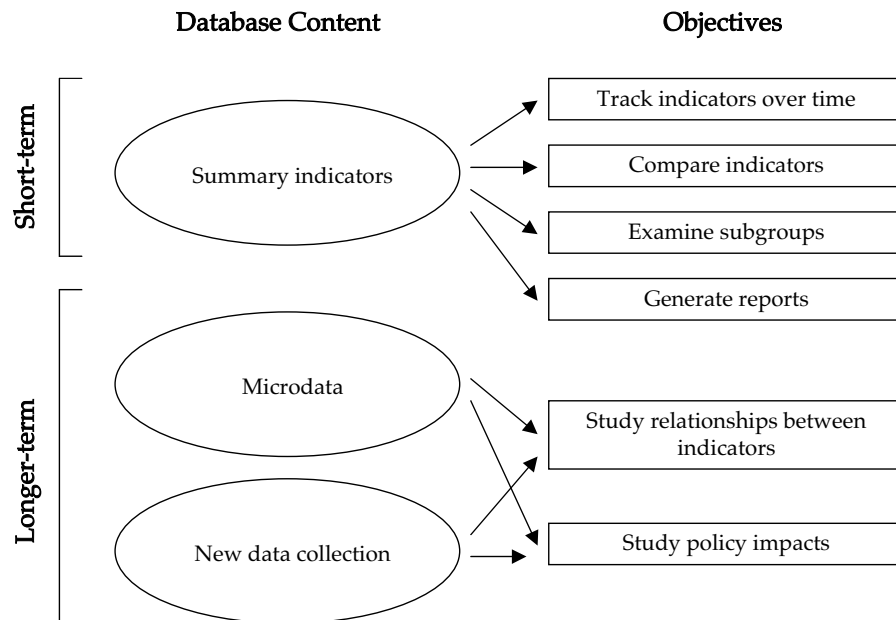 Database Content
Objectives
Short-term
Summary indicators
Track indicators over time
Compare indicators
Examine subgroups
Generate reports
Longer-term
Microdata
New data collection
Study relationships between
indicators
Study policy impacts